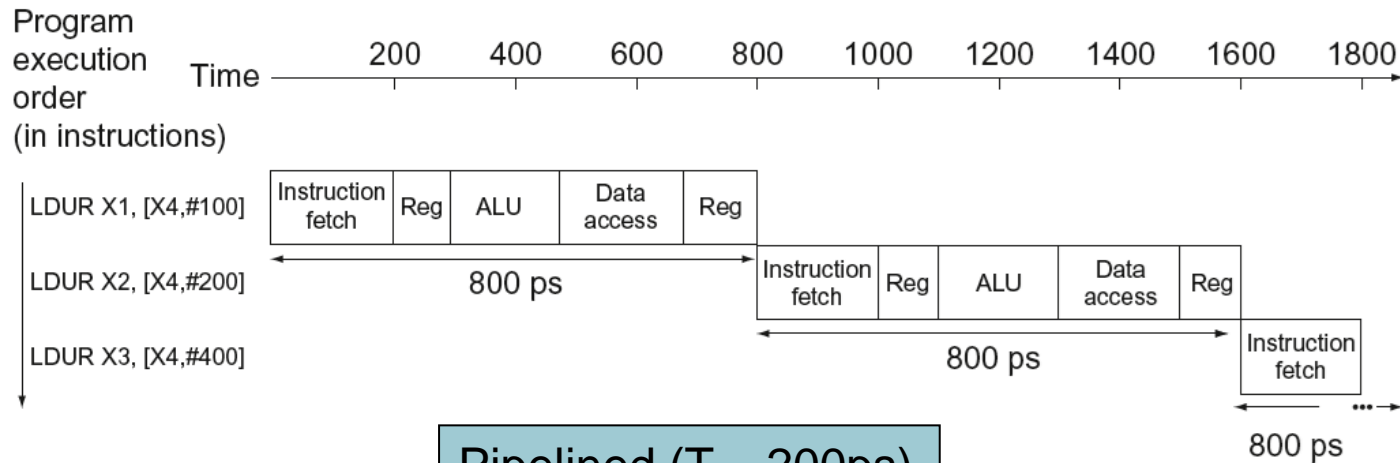 Program
execution
order
(in instructions)
Time
200 400 600 800 1000 1200 1400 1600 1800
LDUR X1, [X4,#100]
Instruction
fetch
Reg
ALU
Data
access
Reg
800 ps
LDUR X2, [X4,#200]
Instruction
fetch
Reg
ALU
Data
access
Reg
800 ps
LDUR X3, [X4,#400]
Instruction
fetch
...
800 ps
Pipelined (T 200ps)